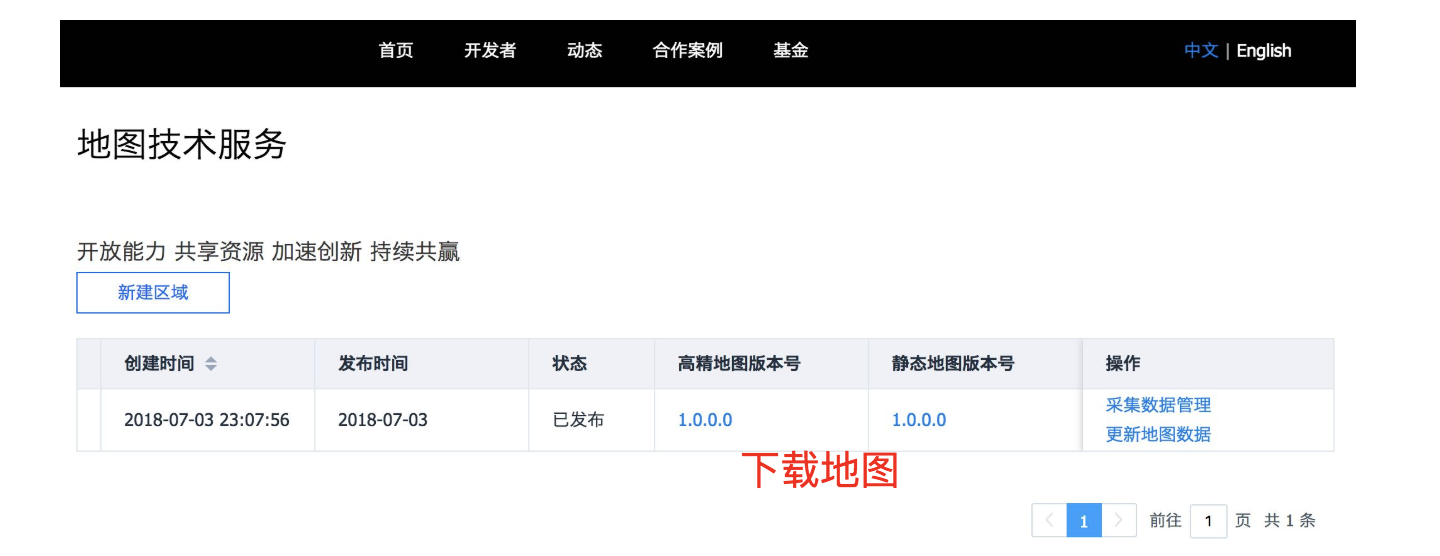 首页 开发者 动态 合作案例 基金 中文 | English
地图技术服务
开放能力 共享资源 加速创新 持续共赢
新建区域
创建时间 发布时间 状态 高精地图版本号 静态地图版本号 操作
2018-07-03 23:07:56 2018-07-03 已发布 1.0.0.0 1.0.0.0 采集数据管理
更新地图数据
下载地图
1 前往 1 页 共 1 条